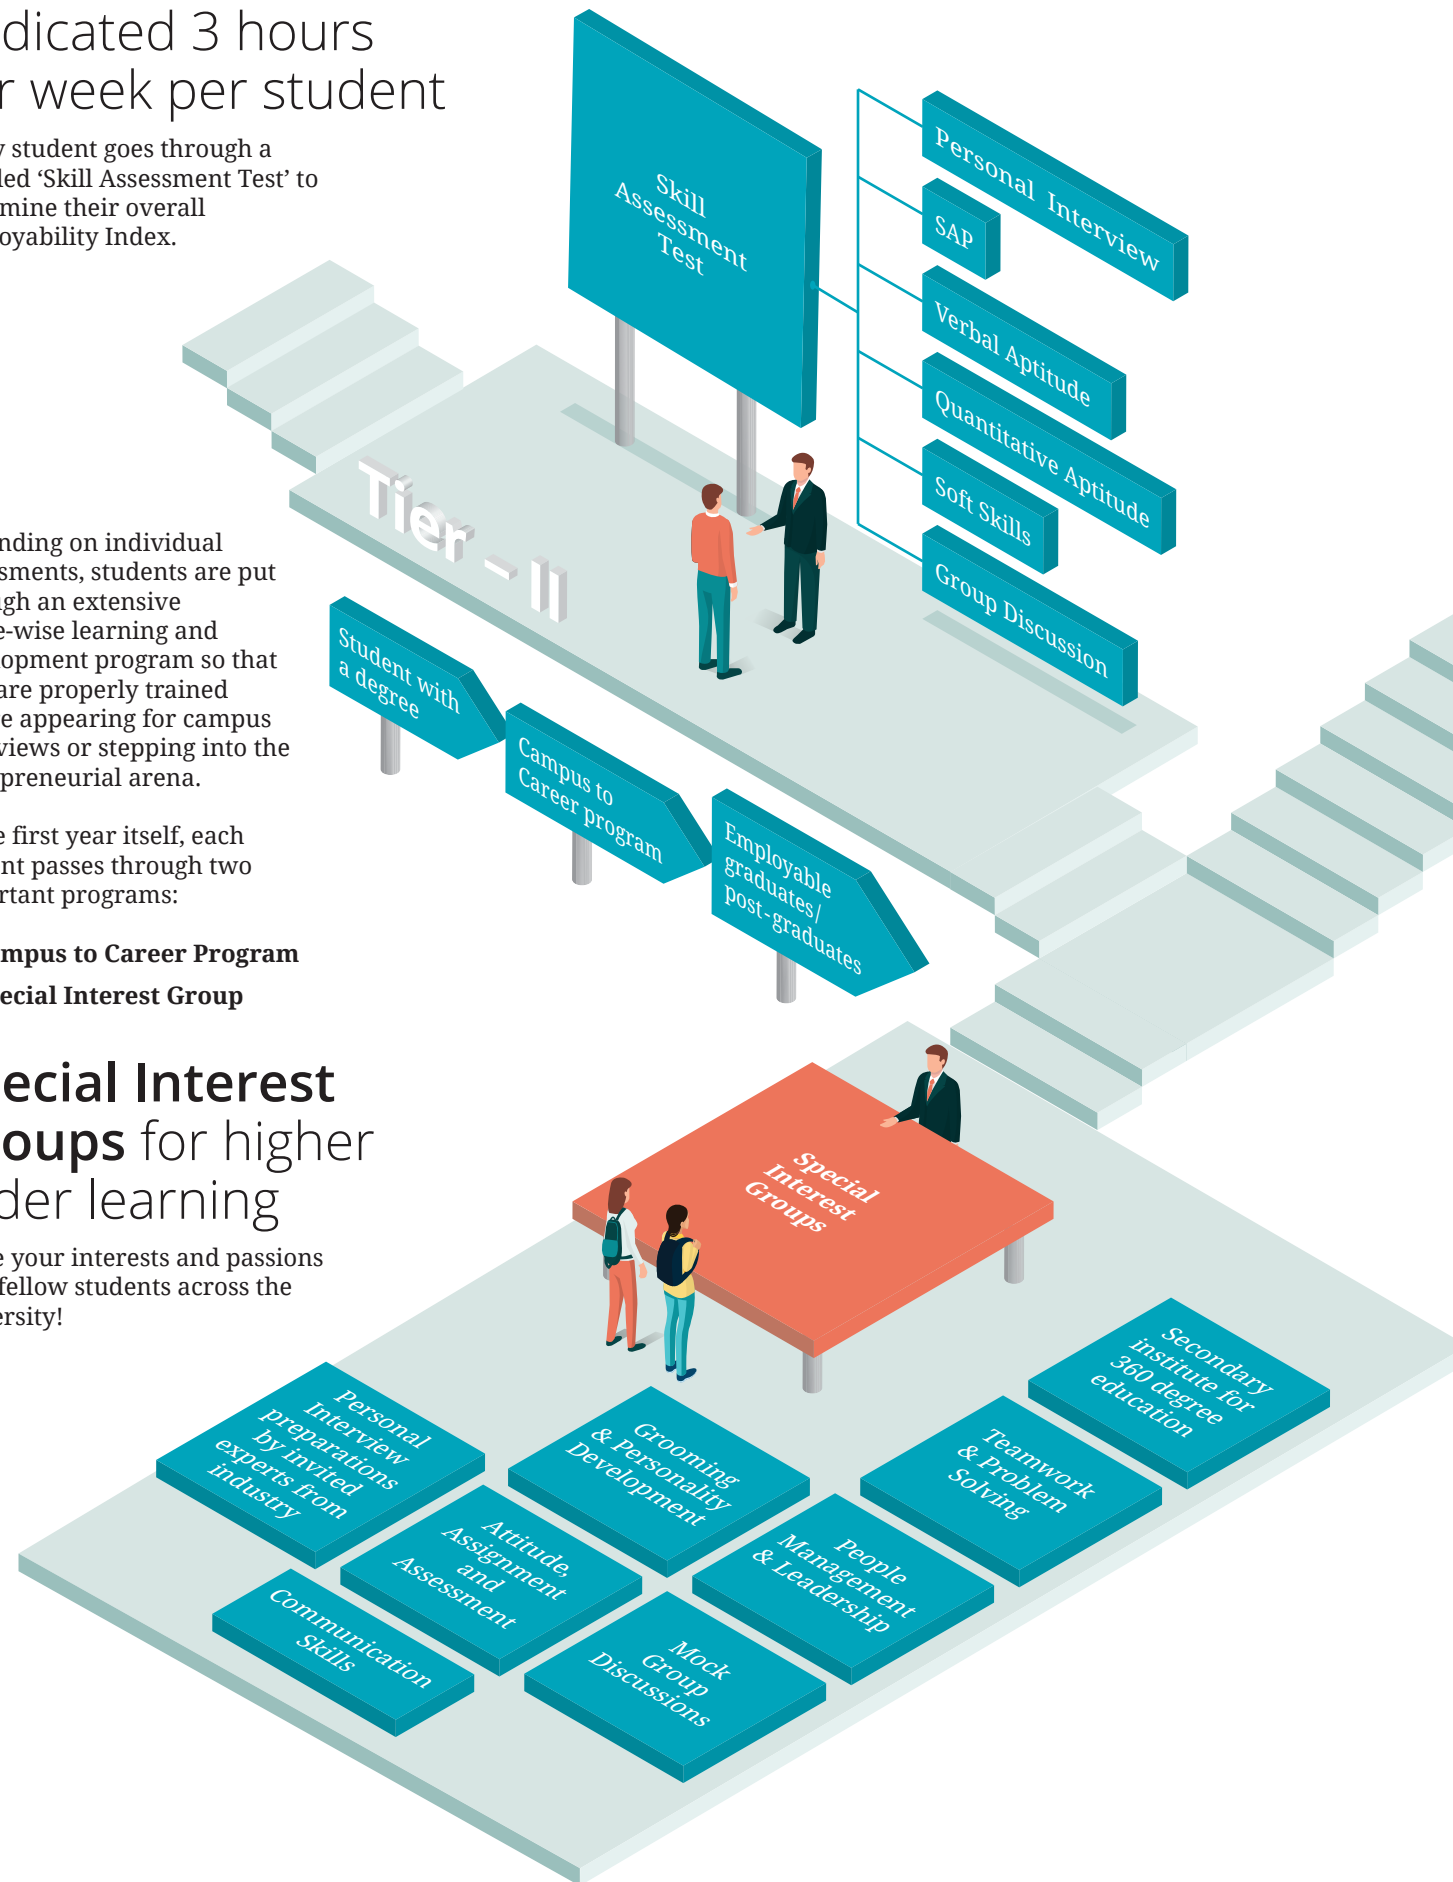 dicated 3 hours
r week per student
y student goes through a
led ‘Skill Assessment Test’ to
mine their overall
oyability Index.
Skill
Assessment
Test
Personal Interview
SAP
Verbal Aptitude
Quantitative Aptitude
Soft Skills
Group Discussion
Tier - II
nding on individual
sments, students are put
ugh an extensive
e-wise learning and
lopment program so that
are properly trained
re appearing for campus
views or stepping into the
preneurial arena.
e first year itself, each
nt passes through two
rtant programs:
mpus to Career Program
ecial Interest Group
Student with
a degree
Campus to
Career program
Employable
graduates/
post-graduates
ecial Interest
oups for higher
der learning
e your interests and passions
fellow students across the
ersity!
Special
Interest
Groups
Personal
Interview
preparations
by invited
experts from
industry
Grooming
& Personality
Development
Secondary
institute for
360 degree
education
Teamwork
& Problem
Solving
Attitude,
Assignment
and
Assessment
People
Management
& Leadership
Communication
Skills
Mock
Group
Discussions